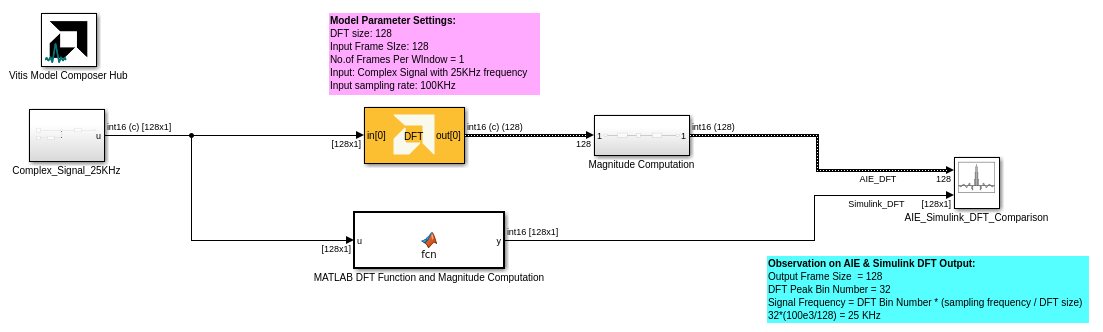 Model Parameter Settings:
DFT size: 128
Input Frame SIze: 128
No.of Frames Per WIndow = 1
Input: Complex Signal with 25KHz frequency
Input sampling rate: 100KHz
Vitis Model Composer Hub
int16 (c) [128x1]
u
Complex_Signal_25KHz
[128x1]
in[0]
DFT
out[0]
int16 (c) (128)
128
1
1
int16 (128)
Magnitude Computation
AIE_DFT
128
Simulink_DFT
[128x1]
AIE_Simulink_DFT_Comparison
[128x1]
u
fcn
y
int16 [128x1]
MATLAB DFT Function and Magnitude Computation
Observation on AIE & Simulink DFT Output:
Output Frame Size  = 128
DFT Peak Bin Number = 32
Signal Frequency = DFT Bin Number * (sampling frequency / DFT size)
32*(100e3/128) = 25 KHz